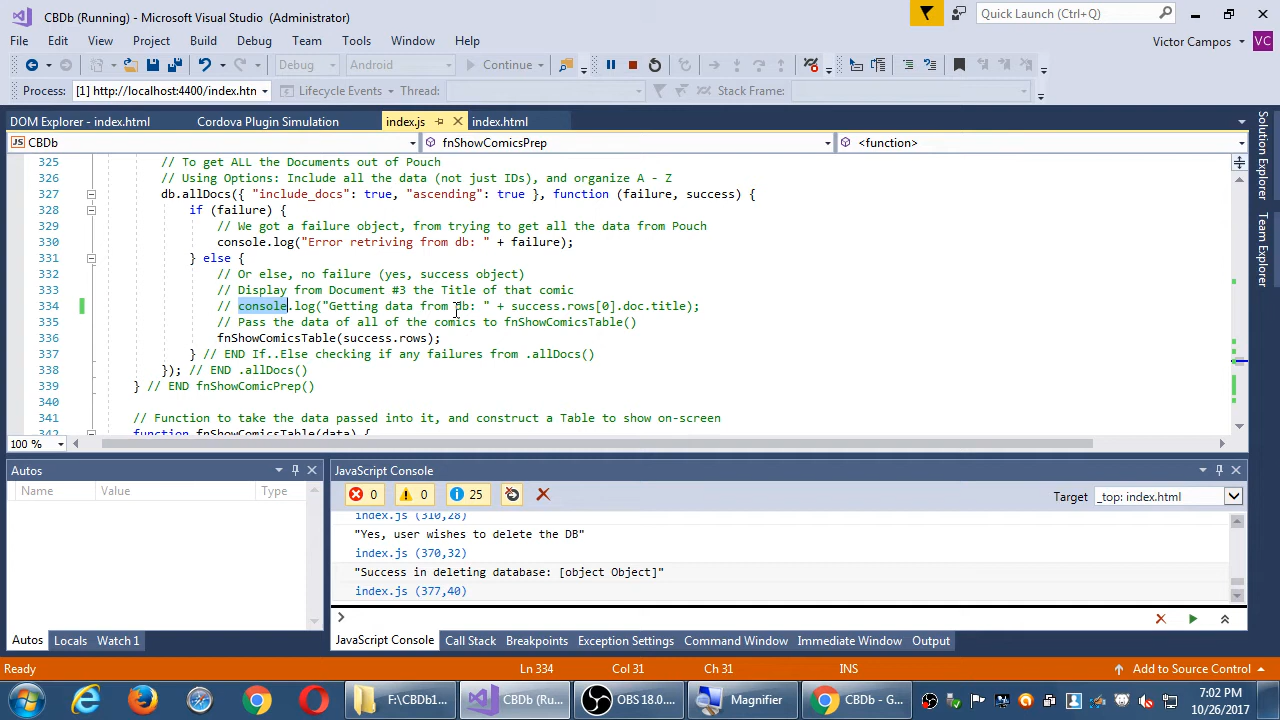 CBDb (Running) - Microsoft Visual Studio (Administrator)
Quick Launch (Ctrl+Q)
File Edit View Project Build Debug Team Tools Window Help
Victor Campos VC
Debug Android Continue
Process: [1] http://localhost:4400/index.htn Lifecycle Events Thread: Stack Frame:
DOM Explorer - index.html Cordova Plugin Simulation index.js index.html
CBDb fnShowComicsPrep <function>
325 // To get ALL the Documents out of Pouch
326 // Using Options: Include all the data (not just IDs), and organize A - Z
327 db.allDocs({ "include_docs": true, "ascending": true }, function (failure, success) {
328 if (failure) {
329 // We got a failure object, from trying to get all the data from Pouch
330 console.log("Error retriving from db: " + failure);
331 } else {
332 // Or else, no failure (yes, success object)
333 // Display from Document #3 the Title of that comic
334 // console.log("Getting data from db: " + success.rows[0].doc.title);
335 // Pass the data of all of the comics to fnShowComicsTable()
336 fnShowComicsTable(success.rows);
337 } // END If..Else checking if any failures from .allDocs()
338 }); // END .allDocs()
339 } // END fnShowComicPrep()
340
341 // Function to take the data passed into it, and construct a Table to show on-screen
342 function fnShowComicsTable(data) {
100 %
Solution Explorer
Team Explorer
Autos
Name Value Type
Autos Locals Watch 1
JavaScript Console
0 0 25 Target _top: index.html
index.js (310,28)
"Yes, user wishes to delete the DB"
index.js (370,32)
"Success in deleting database: [object Object]"
index.js (377,40)
JavaScript Console Call Stack Breakpoints Exception Settings Command Window Immediate Window Output
Ready Ln 334 Col 31 Ch 31 INS Add to Source Control
F:\CBDb1... CBDb (Ru... OBS 18.0.... Magnifier CBDb - G...
7:02 PM
10/26/2017